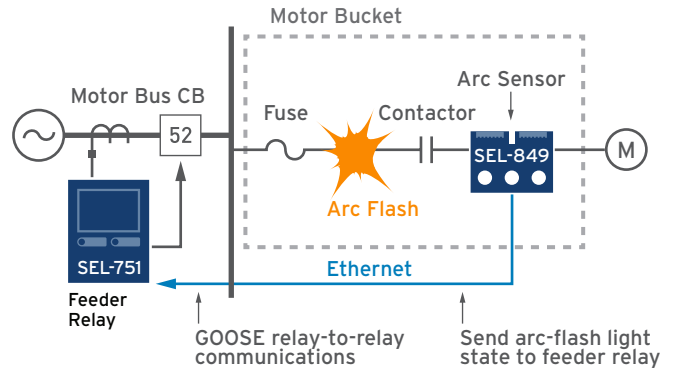 Motor Bucket
Motor Bus CB
Arc Sensor
Fuse
Contactor
52
SEL-849
M
Arc Flash
SEL-751
Ethernet
Feeder
Relay
GOOSE relay-to-relay
communications
Send arc-flash light
state to feeder relay